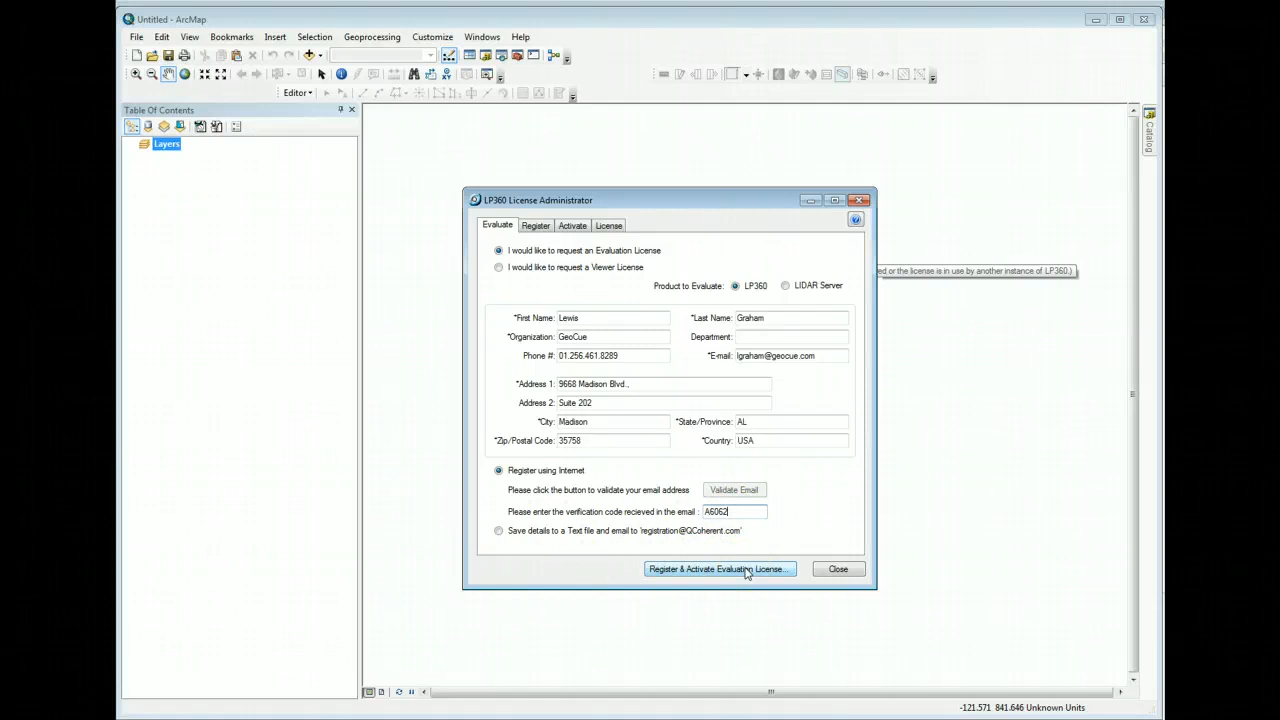 Untitled - ArcMap
File Edit View Bookmarks Insert Selection Geoprocessing Customize Windows Help
Editor
Table Of Contents
Layers
Catalog
LP360 License Administrator
Evaluate Register Activate License
I would like to request an Evaluation License
I would like to request a Viewer License
ed or the license is in use by another instance of LP360.)
Product to Evaluate: LP360 LIDAR Server
*First Name: Lewis *Last Name: Graham
*Organization: GeoCue Department:
Phone #: 01.256.461.8289 *E-mail: lgraham@geocue.com
*Address 1: 9668 Madison Blvd.,
Address 2: Suite 202
*City: Madison *State/Province: AL
*Zip/Postal Code: 35758 *Country: USA
Register using Internet
Please click the button to validate your email address Validate Email
Please enter the verification code recieved in the email : A6062
Save details to a Text file and email to 'registration@QCoherent.com'
Register & Activate Evaluation License... Close
-121.571 841.646 Unknown Units